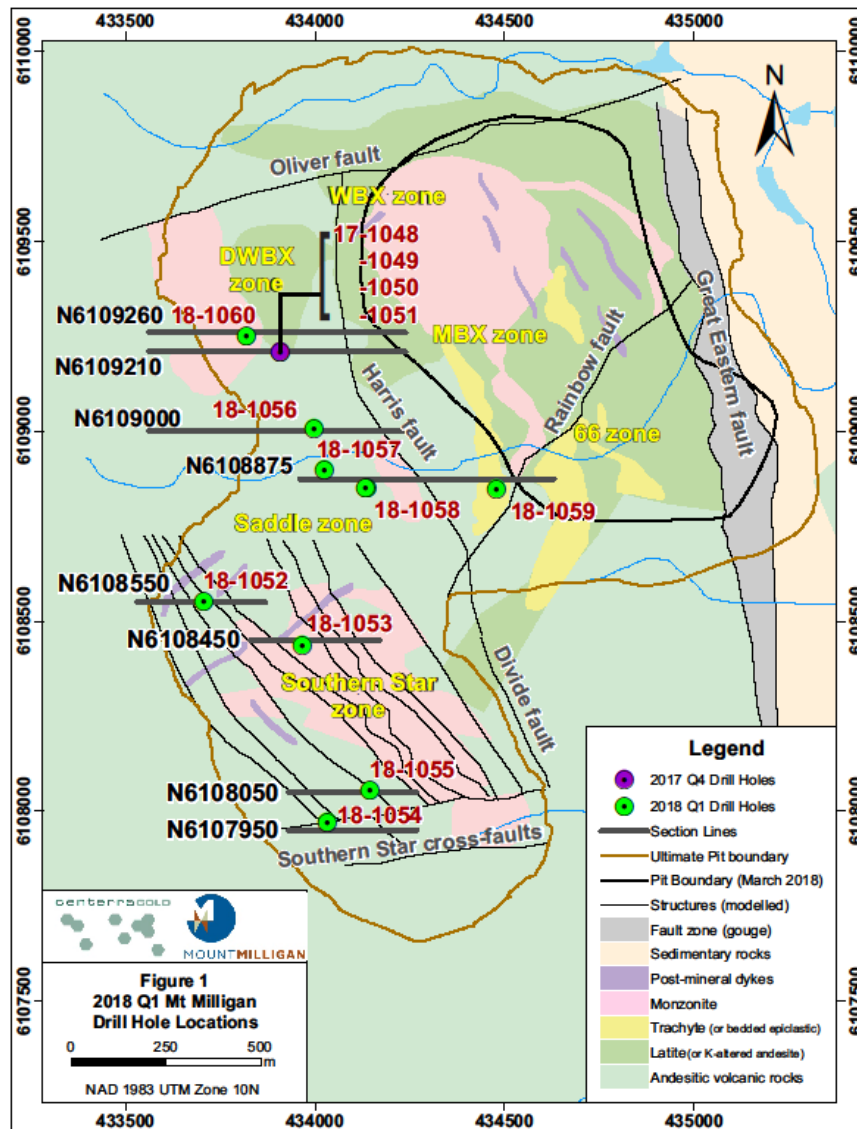 433500 434000 434500 435000
6110000
N
Oliver fault
WBX zone
6109500
17-1048
DWBX
zone
-1049
-1050
-1051
N6109260
18-1060
MBX zone
Great Eastern fault
Rainbow fault
N6109210
Harris fault
6109000
N6109000
18-1056
66 zone
18-1057
N6108875
18-1058
18-1059
Saddle zone
N6108550
18-1052
6108500
N6108450
18-1053
Southern Star
zone
Divide fault
18-1055
N6108050
6108000
18-1054
N6107950
Southern Star cross-faults
Legend
2017 Q4 Drill Holes
2018 Q1 Drill Holes
Section Lines
Ultimate Pit boundary
Pit Boundary (March 2018)
Structures (modelled)
Fault zone (gouge)
Sedimentary rocks
Post-mineral dykes
Monzonite
Trachyte (or bedded epiclastic)
Latite (or K-altered andesite)
Andesitic volcanic rocks
centerraGOLD
MOUNTMILLIGAN
Figure 1
2018 Q1 Mt Milligan
Drill Hole Locations
0 250 500
m
NAD 1983 UTM Zone 10N
6107500
433500 434000 434500 435000
6110000
6109500
6109000
6108500
6108000
6107500